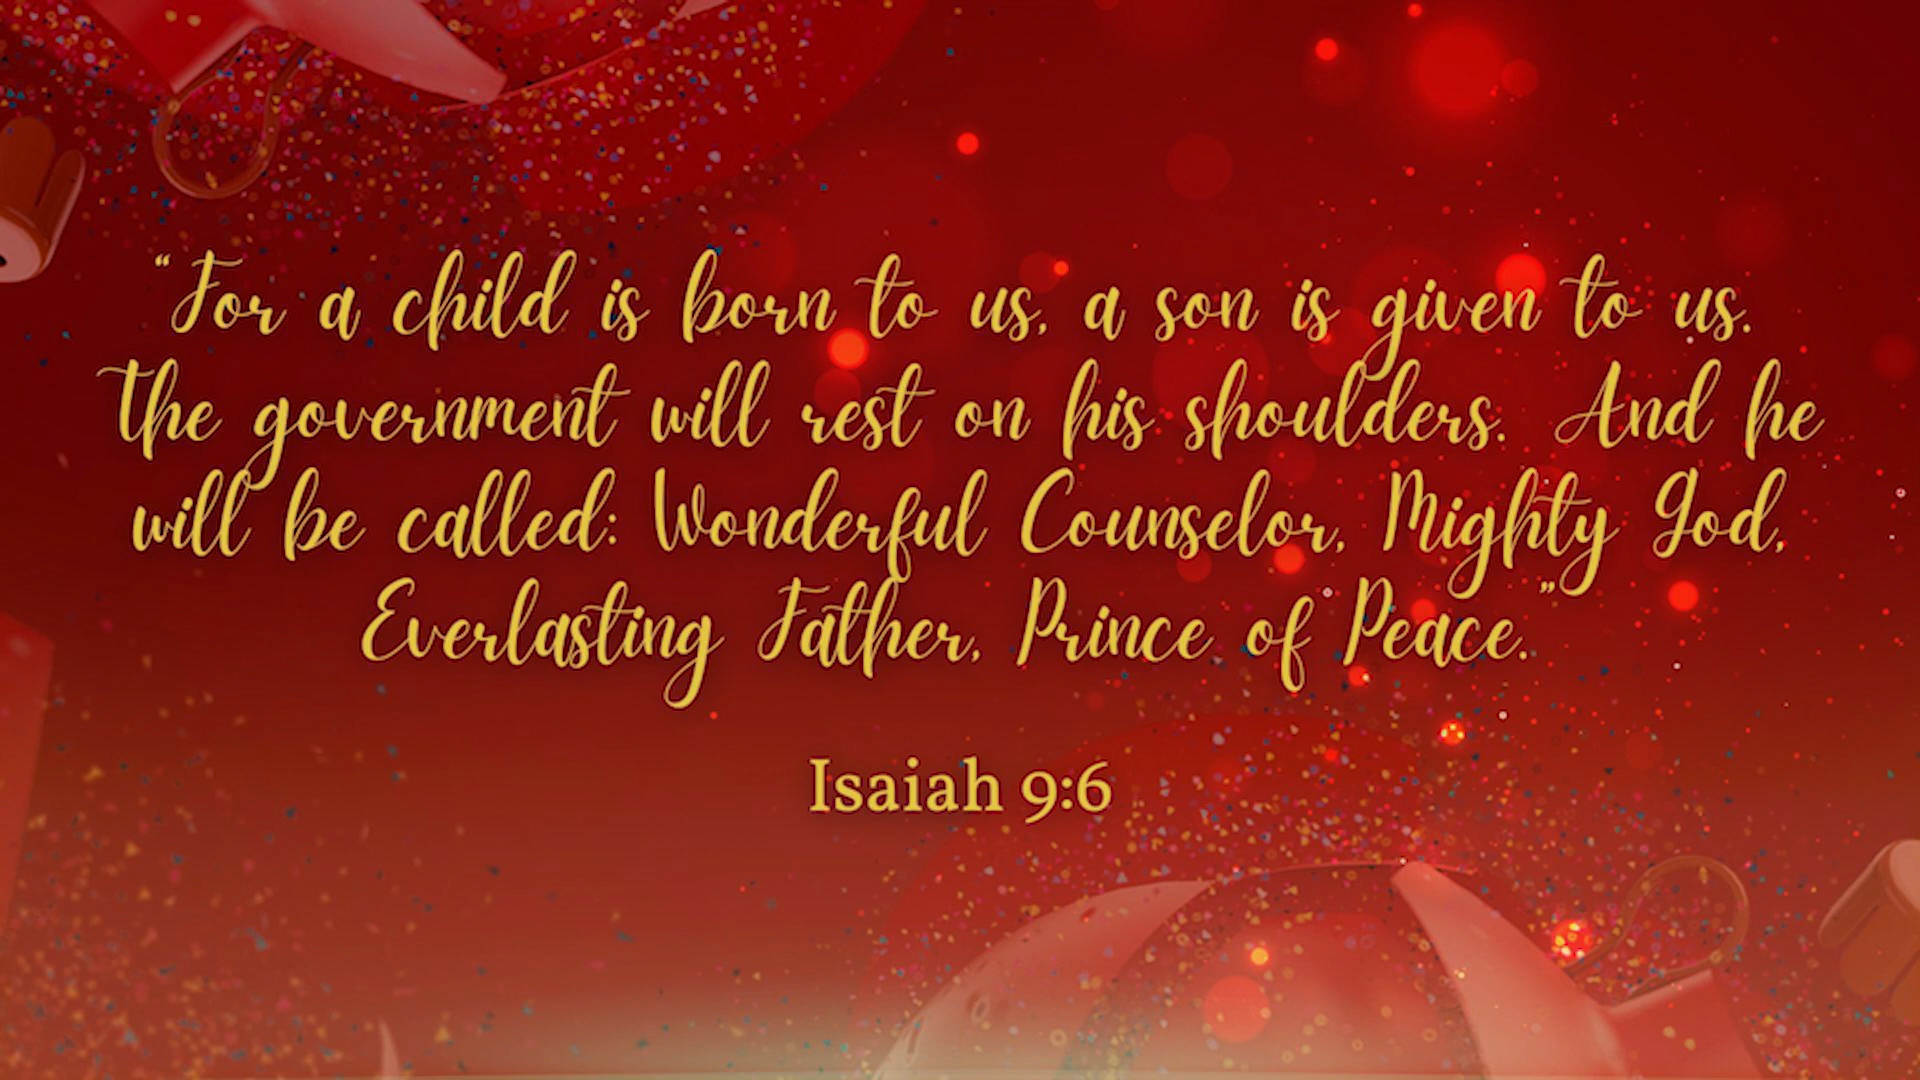 “For a child is born to us, a son is given to us.
The government will rest on his shoulders. And he
will be called: Wonderful Counselor, Mighty God,
Everlasting Father, Prince of Peace.”
Isaiah 9:6